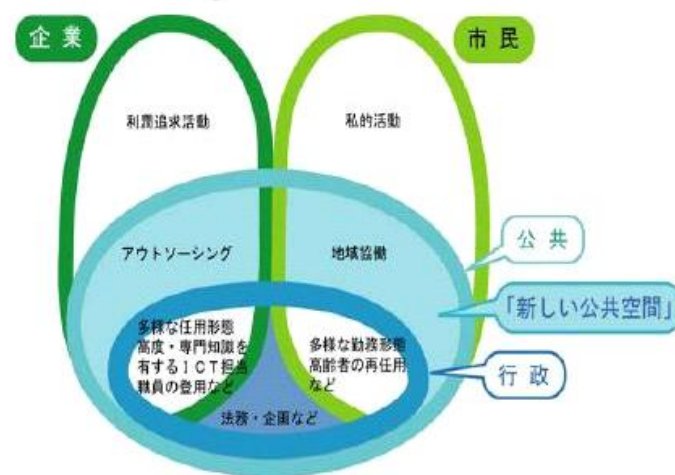 企業
市民
利潤追求活動
私的活動
公共
アウトソーシング
地域協働
「新しい公共空間」
多様な任用形態
高度・専門知識を
有するICT担当
職員の登用など
多様な勤務形態
高齢者の再任用
など
行政
法務・企画など